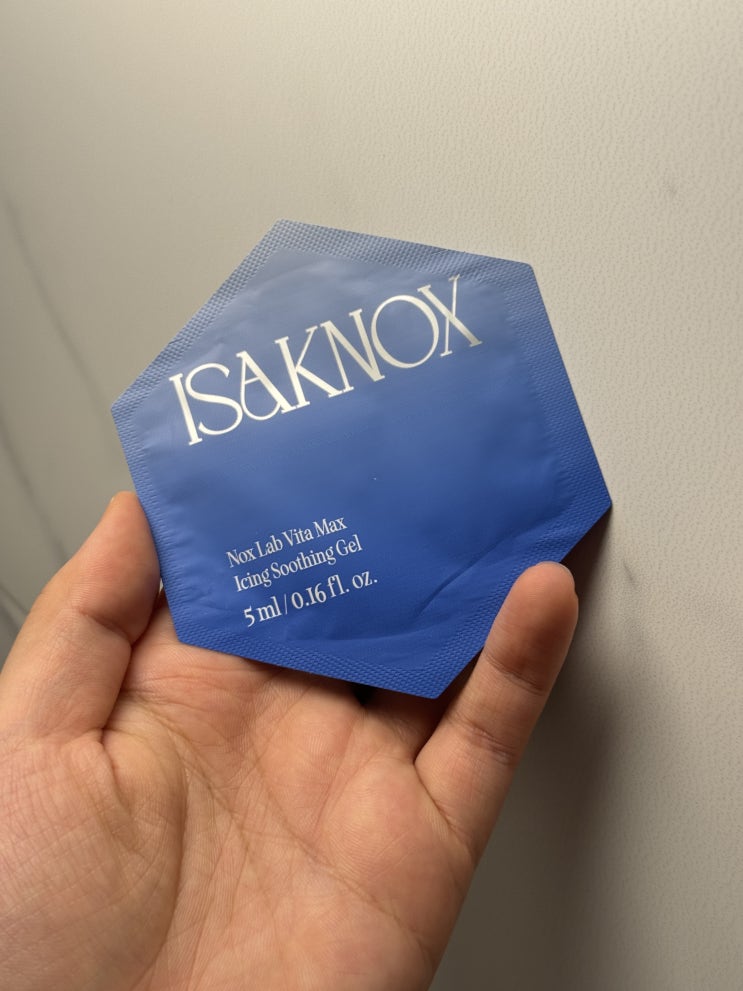 ISAKNOX
Nox Lab Vita Max
Icing Soothing Gel
5 ml / 0.16 fl. oz.